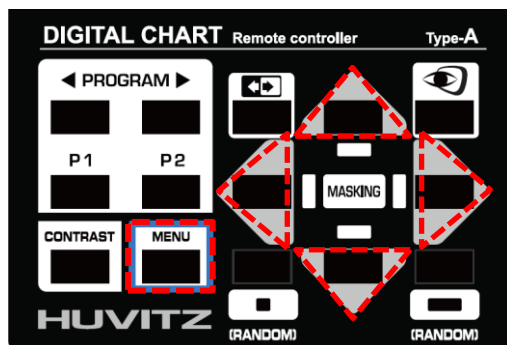 DIGITAL CHART Remote controller Type-A
◀ PROGRAM ▶
P1 P2
MASKING
CONTRAST MENU
HUVITZ
(RANDOM) (RANDOM)